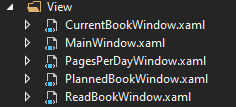 View
CurrentBookWindow.xaml
MainWindow.xaml
PagesPerDayWindow.xaml
PlannedBookWindow.xaml
ReadBookWindow.xaml